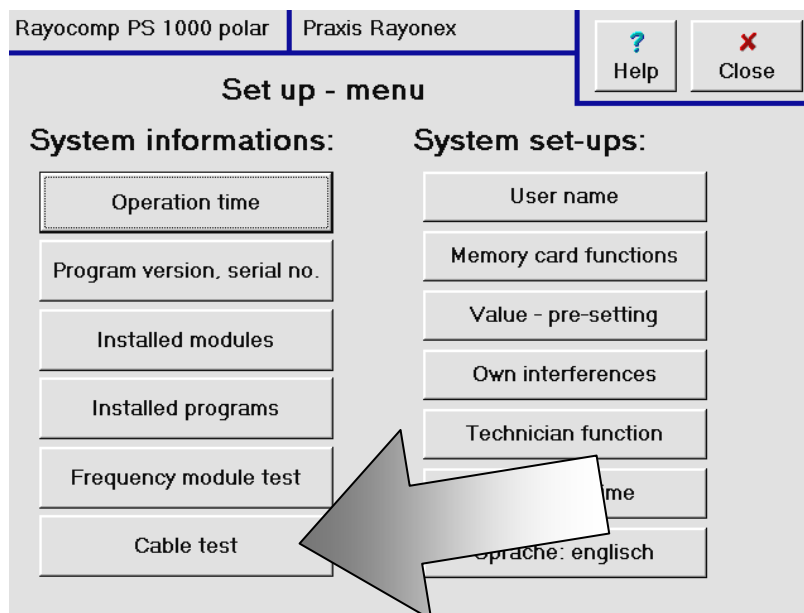 Rayocomp PS 1000 polar
Praxis Rayonex
?
Help
X
Close
Set up - menu
System informations:
Operation time
Program version, serial no.
Installed modules
Installed programs
Frequency module test
Cable test
System set-ups:
User name
Memory card functions
Value - pre-setting
Own interferences
Technician function
Sprache: englisch